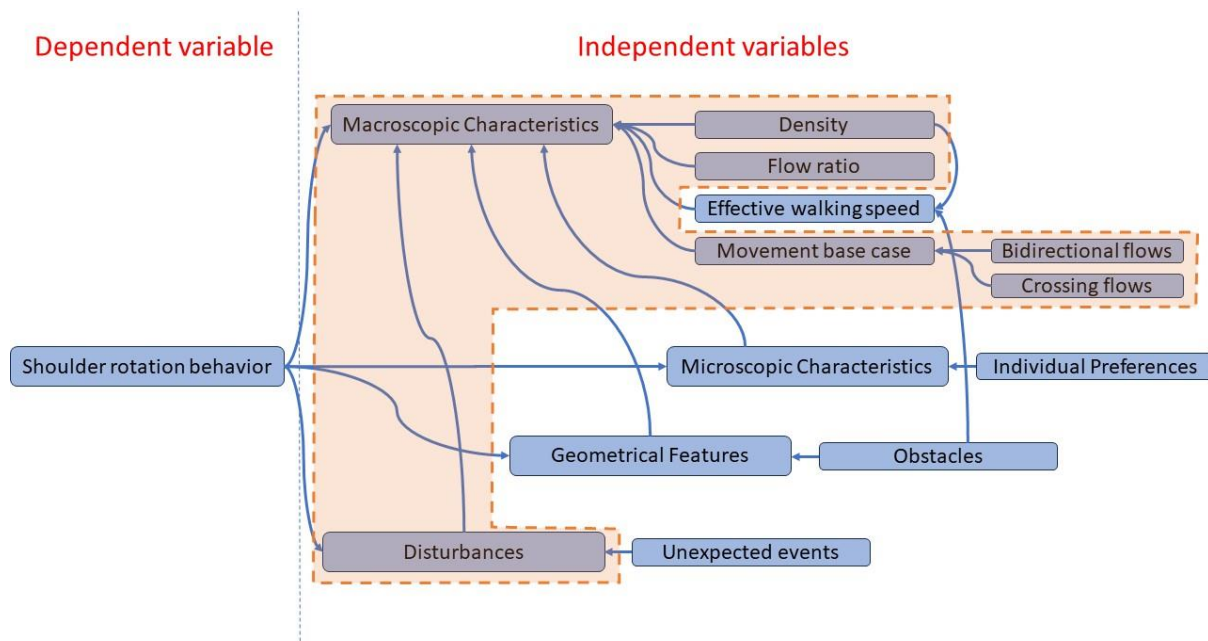 Dependent variable
Independent variables
Macroscopic Characteristics
Density
Flow ratio
Effective walking speed
Movement base case
Bidirectional flows
Crossing flows
Shoulder rotation behavior
Microscopic Characteristics
Individual Preferences
Geometrical Features
Obstacles
Disturbances
Unexpected events